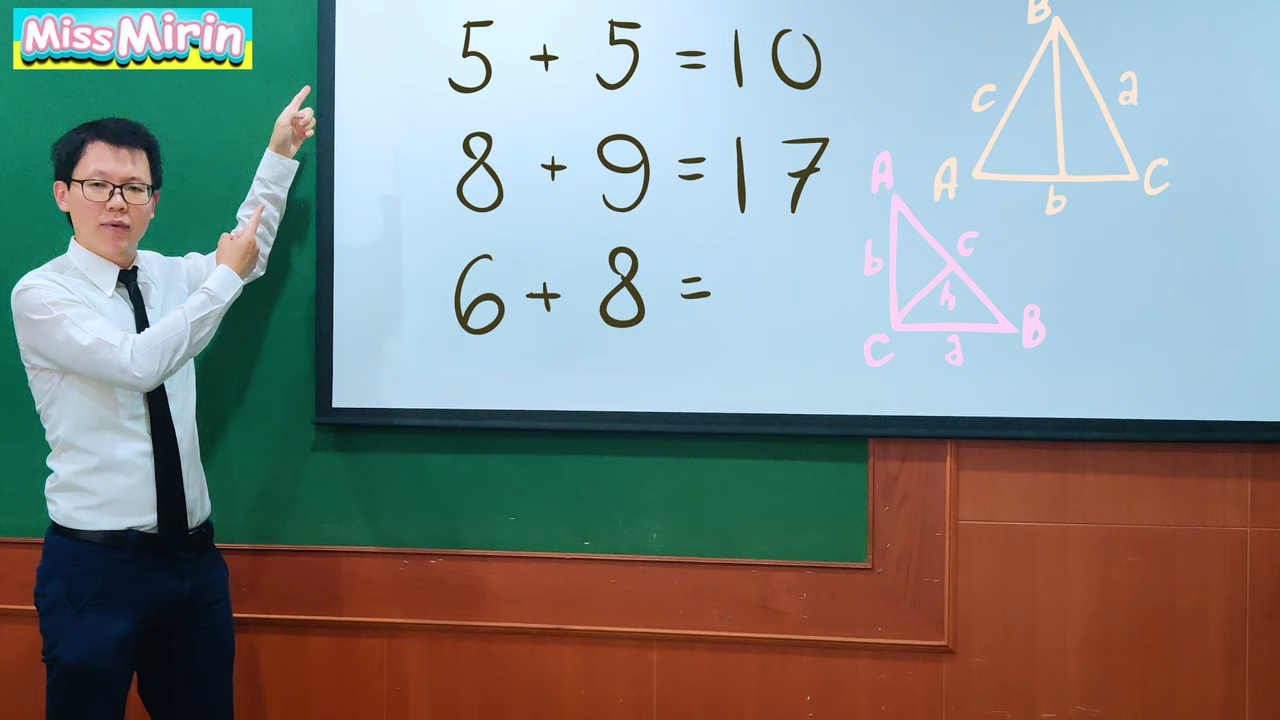 Miss Mirin
5 + 5 = 10
8 + 9 = 17
6 + 8 =
B
c
a
A
b
C
A
b
c
h
C
a
B